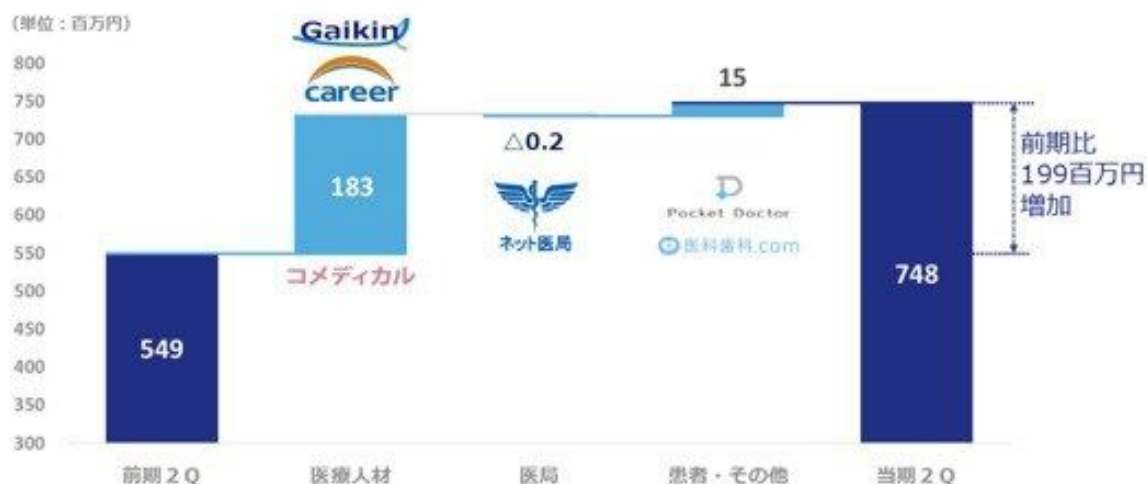 (単位：百万円)
800
750
700
650
600
550
500
450
400
350
300
Gaikin
career
183
コメディカル
549
△0.2
ネット医局
15
Pocket Doctor
医科歯科.com
748
前期比
199百万円
増加
前期２Q
医療人材
医局
患者・その他
当期２Q